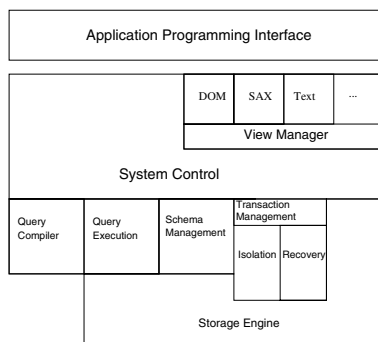 Application Programming Interface
DOM SAX Text ...
View Manager
System Control
Query
Compiler
Query
Execution
Schema
Management
Transaction
Management
Isolation Recovery
Storage Engine